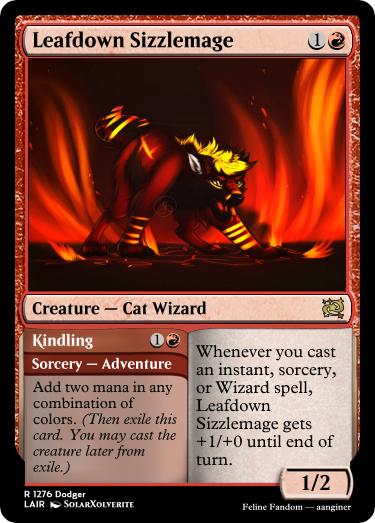 Leafdown Sizzlemage 1
Creature — Cat Wizard
Kindling 1
Sorcery — Adventure
Add two mana in any
combination of
colors. (Then exile this
card. You may cast the
creature later from
exile.)
Whenever you cast
an instant, sorcery,
or Wizard spell,
Leafdown
Sizzlemage gets
+1/+0 until end of
turn.
1/2
R 1276 Dodger
LAIR SolarXolverite
Feline Fandom — aanginer